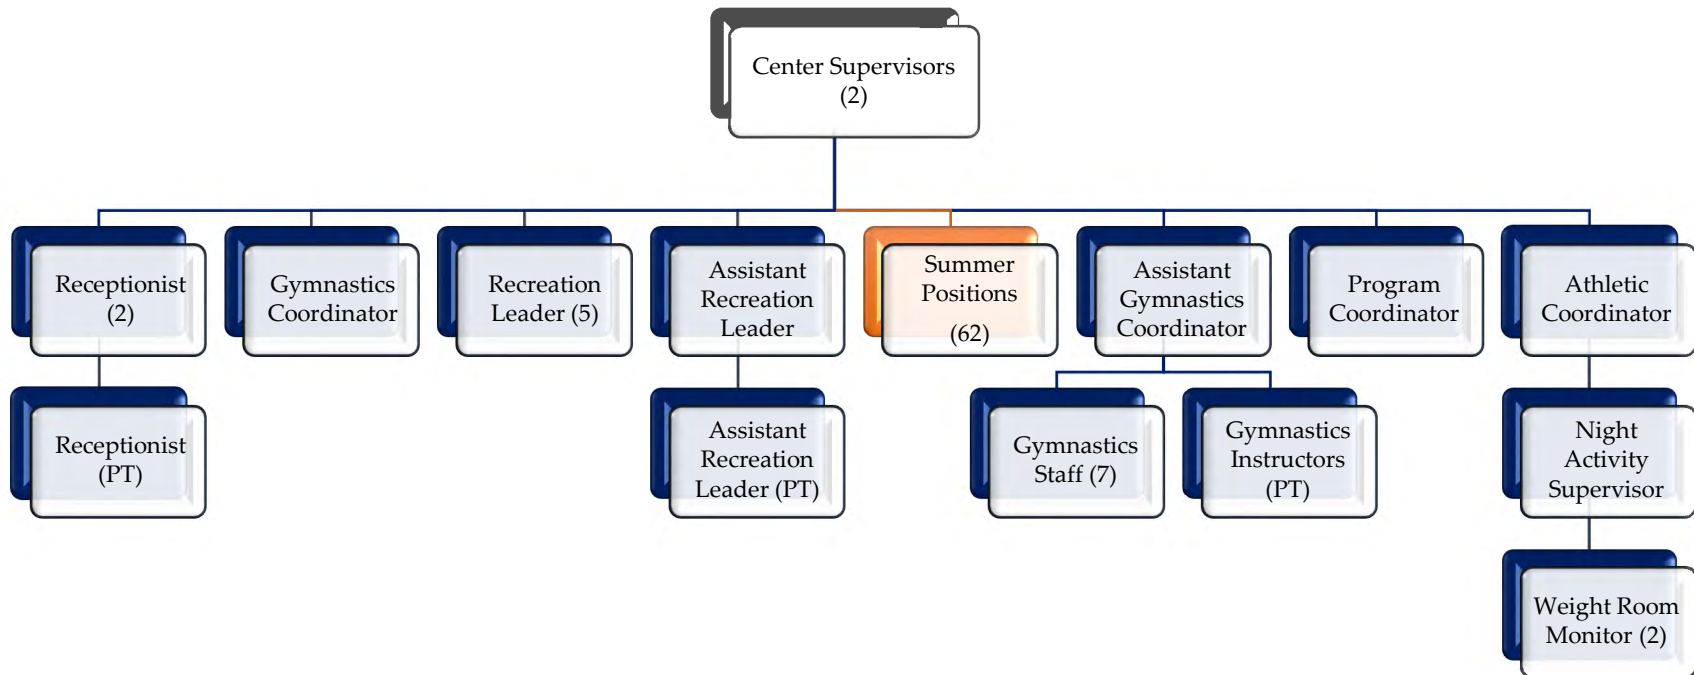 Center Supervisors
(2)
Receptionist
(2)
Gymnastics
Coordinator
Recreation
Leader (5)
Assistant
Recreation
Leader
Summer
Positions
(62)
Assistant
Gymnastics
Coordinator
Program
Coordinator
Athletic
Coordinator
Receptionist
(PT)
Assistant
Recreation
Leader (PT)
Gymnastics
Staff (7)
Gymnastics
Instructors
(PT)
Night
Activity
Supervisor
Weight Room
Monitor (2)